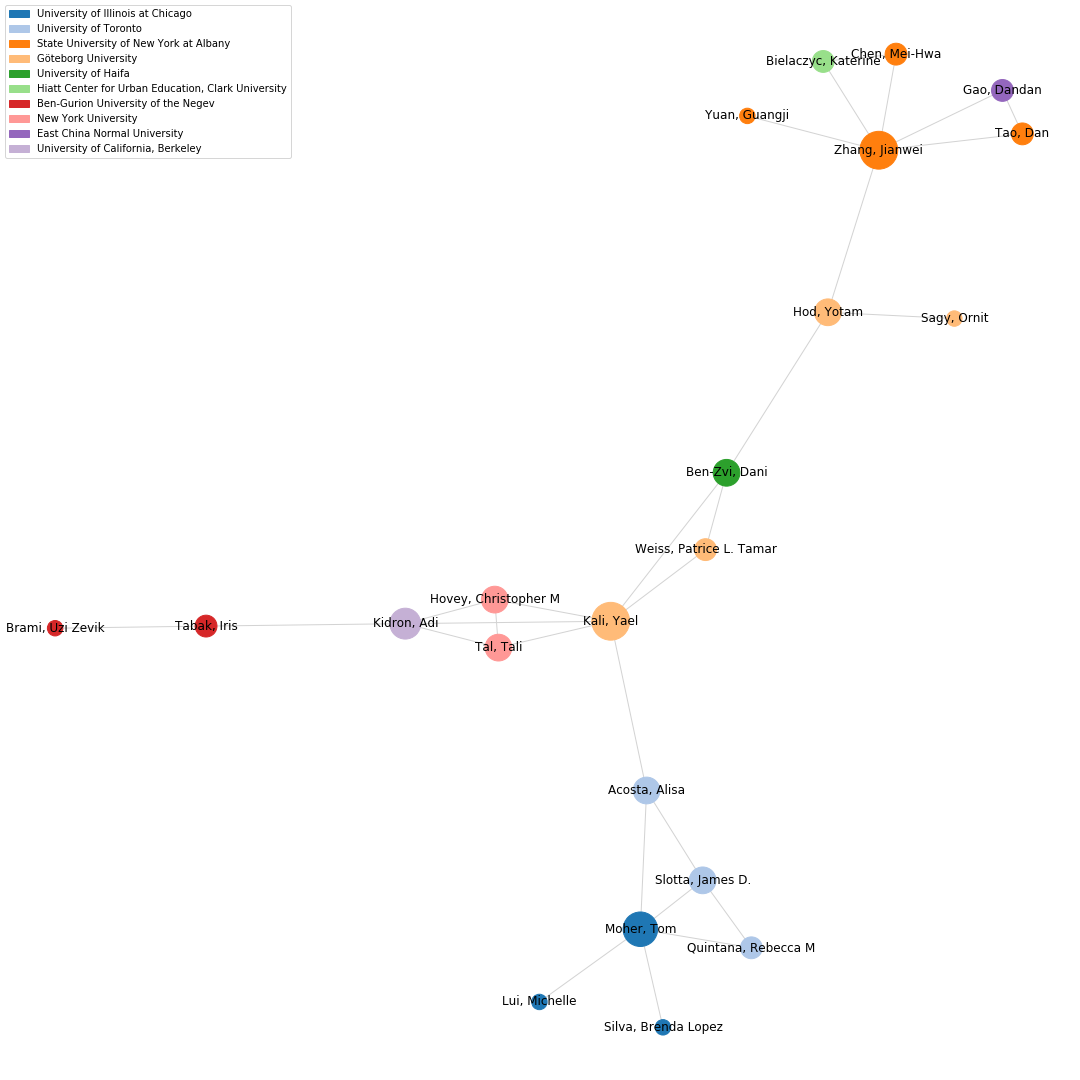 University of Illinois at Chicago
University of Toronto
State University of New York at Albany
Göteborg University
University of Haifa
Hiatt Center for Urban Education, Clark University
Ben-Gurion University of the Negev
New York University
East China Normal University
University of California, Berkeley
Chen, Mei-Hwa
Bielaczyc, Katerine
Gao, Dandan
Yuan, Guangji
Tao, Dan
Zhang, Jianwei
Hod, Yotam
Sagy, Ornit
Ben-Zvi, Dani
Weiss, Patrice L. Tamar
Hovey, Christopher M
Kidron, Adi
Kali, Yael
Brami, Uzi Zevik
Tabak, Iris
Tal, Tali
Acosta, Alisa
Slotta, James D.
Moher, Tom
Quintana, Rebecca M
Lui, Michelle
Silva, Brenda Lopez